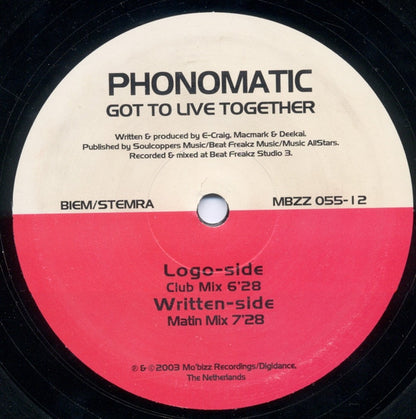 PHONOMATIC
GOT TO LIVE TOGETHER
Written & produced by E-Craig, Macmark & Deekai.
Published by Soulcoppers Music/Beat Freakz Music/Music AllStars.
Recorded & mixed at Beat Freakz Studio 3.
BIEM/STEMRA MBZZ 055-12
Logo-side
Club Mix 6'28
Written-side
Matin Mix 7'28
℗ & ©2003 Mo'bizz Recordings/Digidance,
The Netherlands